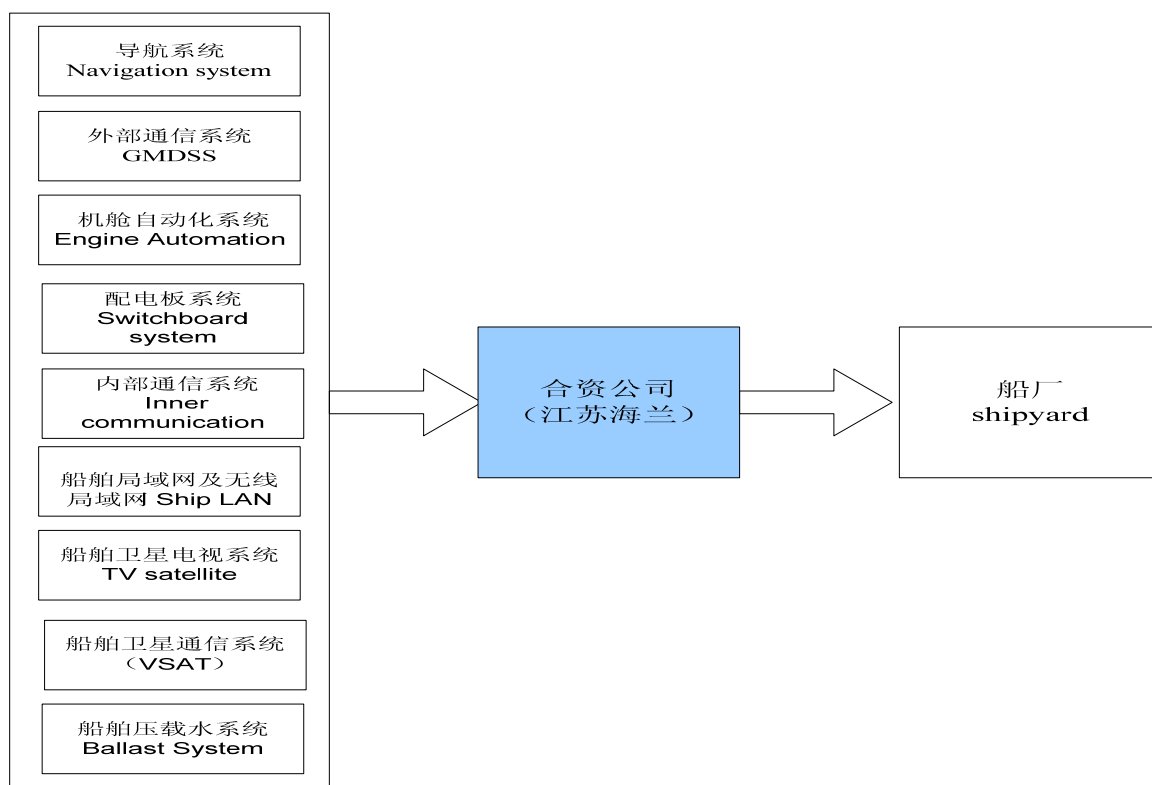 导航系统
Navigation system
外部通信系统
GMDSS
机舱自动化系统
Engine Automation
配电板系统
Switchboard
system
内部通信系统
Inner
communication
船舶局域网及无线
局域网 Ship LAN
船舶卫星电视系统
TV satellite
船舶卫星通信系统
（VSAT）
船舶压载水系统
Ballast System
合资公司
（江苏海兰）
船厂
shipyard